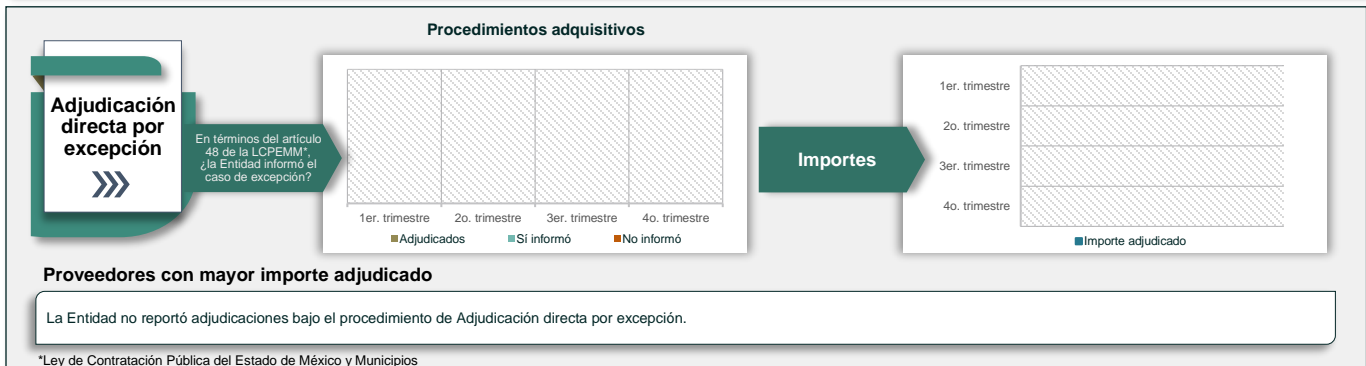 Procedimientos adquisitivos
Adjudicación
directa por
excepción
En términos del artículo
48 de la LCPEMM*,
¿la Entidad informó el
caso de excepción?
1er. trimestre 2o. trimestre 3er. trimestre 4o. trimestre
Adjudicados Sí informó No informó
Importes
1er. trimestre
2o. trimestre
3er. trimestre
4o. trimestre
Importe adjudicado
Proveedores con mayor importe adjudicado
La Entidad no reportó adjudicaciones bajo el procedimiento de Adjudicación directa por excepción.
*Ley de Contratación Pública del Estado de México y Municipios